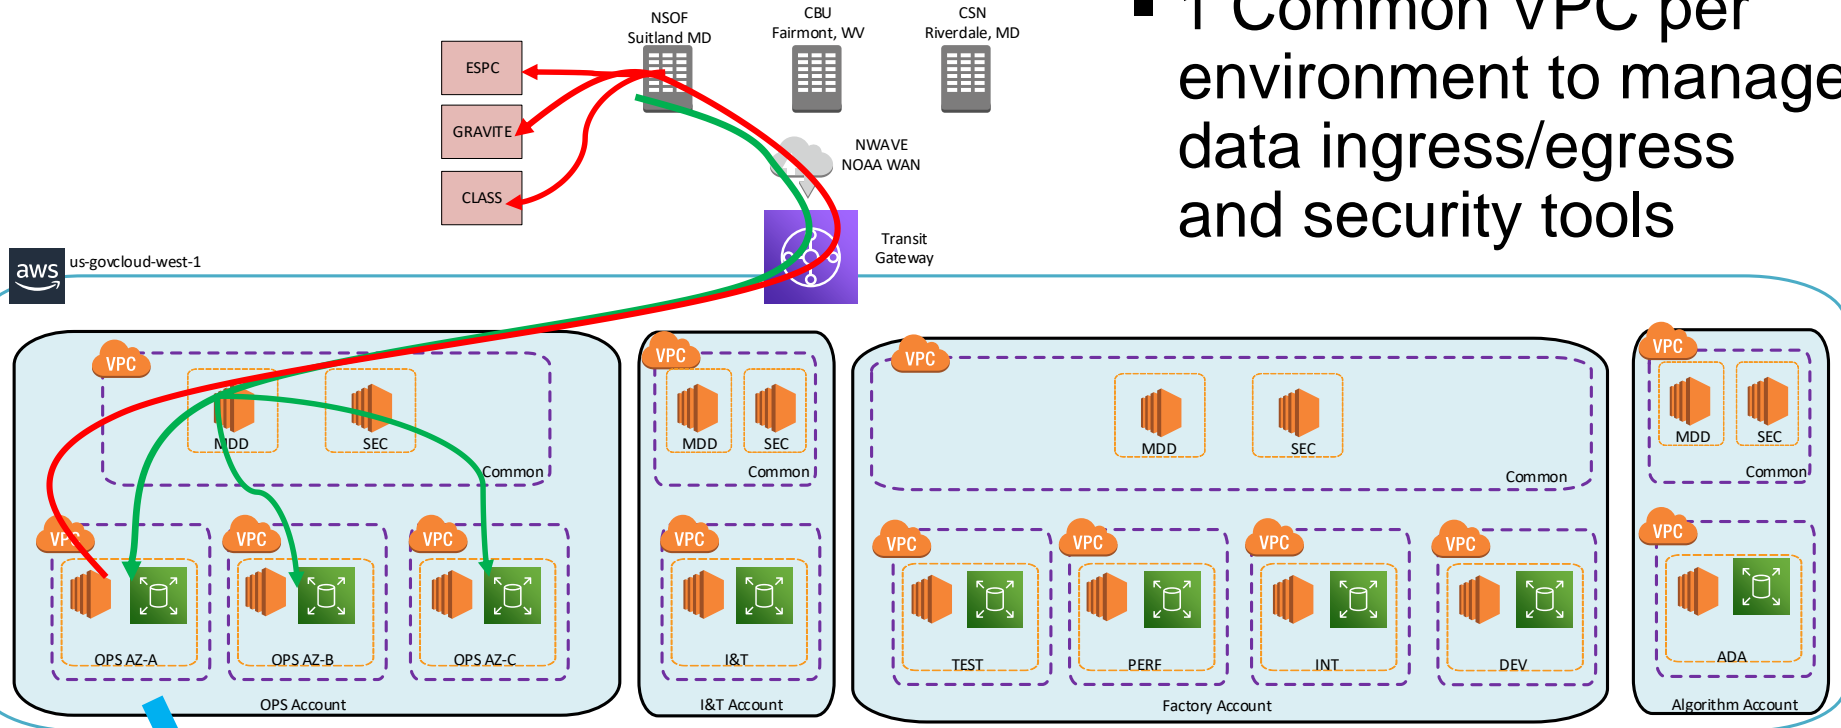 NSOF
Suitland MD
CBU
Fairmont, WV
CSN
Riverdale, MD
1 Common VPC per
environment to manage
data ingress/egress
and security tools
ESPC
GRAVITE
CLASS
NWAVE
NOAA WAN
Transit
Gateway
aws
us-govcloud-west-1
VPC
MDD
SEC
Common
VPC
OPS AZ-A
VPC
OPS AZ-B
VPC
OPS AZ-C
OPS Account
VPC
MDD
SEC
Common
VPC
I&T
I&T Account
VPC
MDD
SEC
Common
VPC
TEST
VPC
PERF
VPC
INT
VPC
DEV
Factory Account
VPC
MDD
SEC
Common
VPC
ADA
Algorithm Account